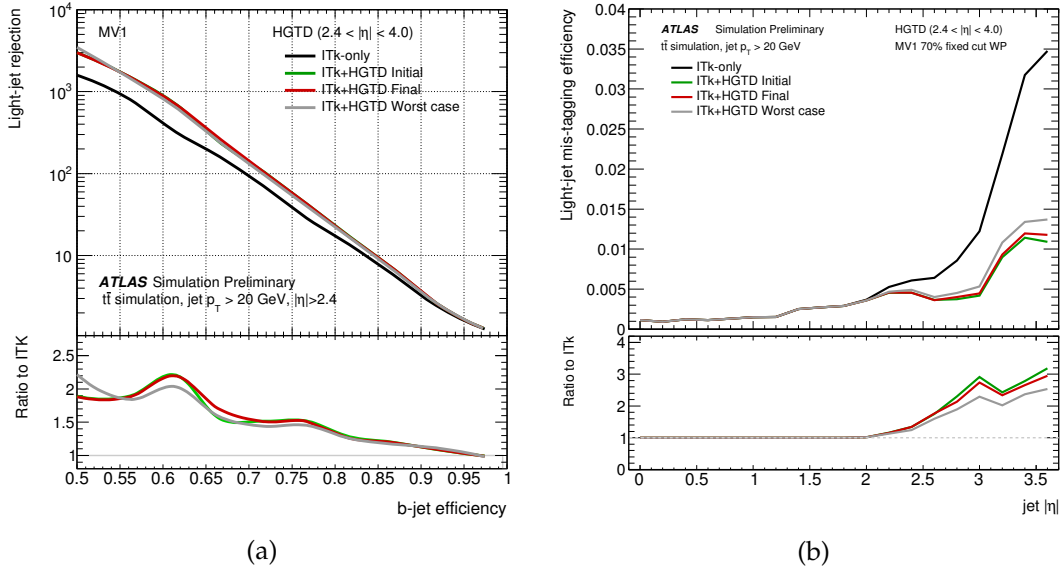 Light-jet rejection
10⁴
10³
10²
10
MV1
HGTD (2.4 < |η| < 4.0)
ITk-only
ITk+HGTD Initial
ITk+HGTD Final
ITk+HGTD Worst case
ATLAS Simulation Preliminary
tt̄ simulation, jet p_T > 20 GeV, |η|>2.4
Ratio to ITK
2.5
2
1.5
1
0.5 0.55 0.6 0.65 0.7 0.75 0.8 0.85 0.9 0.95 1
b-jet efficiency
(a)
Light-jet mis-tagging efficiency
0.04
0.035
0.03
0.025
0.02
0.015
0.01
0.005
0
ATLAS Simulation Preliminary
tt̄ simulation, jet p_T > 20 GeV
HGTD (2.4 < |η| < 4.0)
MV1 70% fixed cut WP
ITk-only
ITk+HGTD Initial
ITk+HGTD Final
ITk+HGTD Worst case
Ratio to ITk
4
3
2
1
0
0 0.5 1 1.5 2 2.5 3 3.5
jet |η|
(b)